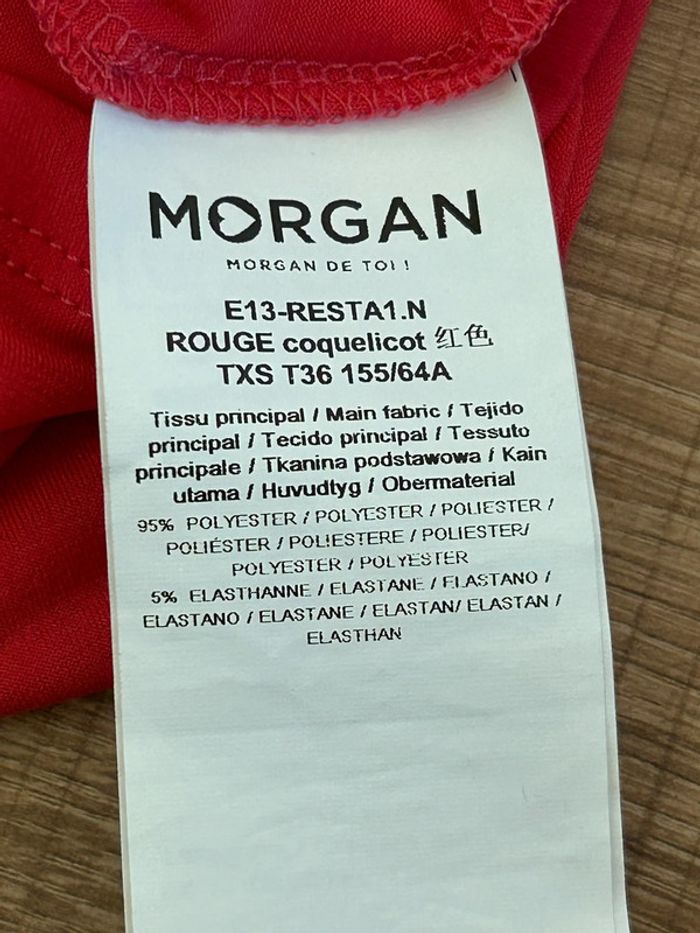 MORGAN
MORGAN DE TOI !
E13-RESTA1.N
ROUGE coquelicot 红色
TXS T36 155/64A
Tissu principal / Main fabric / Tejido
principal / Tecido principal / Tessuto
principale / Tkanina podstawowa / Kain
utama / Huvudtyg / Obermaterial
95% POLYESTER / POLYESTER / POLIESTER /
POLIÉSTER / POLIESTERE / POLIESTER/
POLYESTER / POLYESTER
5% ELASTHANNE / ELASTANE / ELASTANO /
ELASTANO / ELASTANE / ELASTAN/ ELASTAN /
ELASTHAN